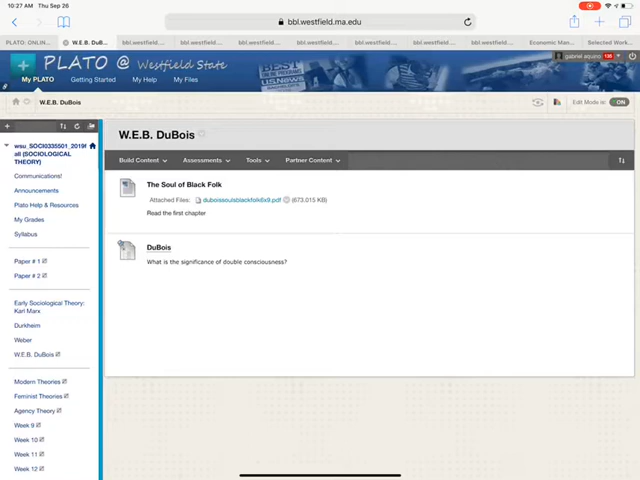 10:27 AM Thu Sep 26
bbl.westfield.ma.edu
PLATO: ONLIN...
W.E.B. DuB...
bbl.westfield...
bbl.westfield...
bbl.westfield...
bbl.westfield...
bbl.westfield...
bbl.westfield...
bbl.westfield...
Economic Man...
Selected Work...
PLATO @ Westfield State
gabriel aquino 135
My PLATO
Getting Started
My Help
My Files
W.E.B. DuBois
Edit Mode is: ON
wsu_SOCI0335501_2019f
all (SOCIOLOGICAL
THEORY)
Communications!
Announcements
Plato Help & Resources
My Grades
Syllabus
Paper # 1
Paper # 2
Early Sociological Theory:
Karl Marx
Durkheim
Weber
W.E.B. DuBois
Modern Theories
Feminist Theories
Agency Theory
Week 9
Week 10
Week 11
Week 12
W.E.B. DuBois
Build Content
Assessments
Tools
Partner Content
The Soul of Black Folk
Attached Files: duboissoulsblackfolk6x9.pdf (673.015 KB)
Read the first chapter
DuBois
What is the significance of double consciousness?